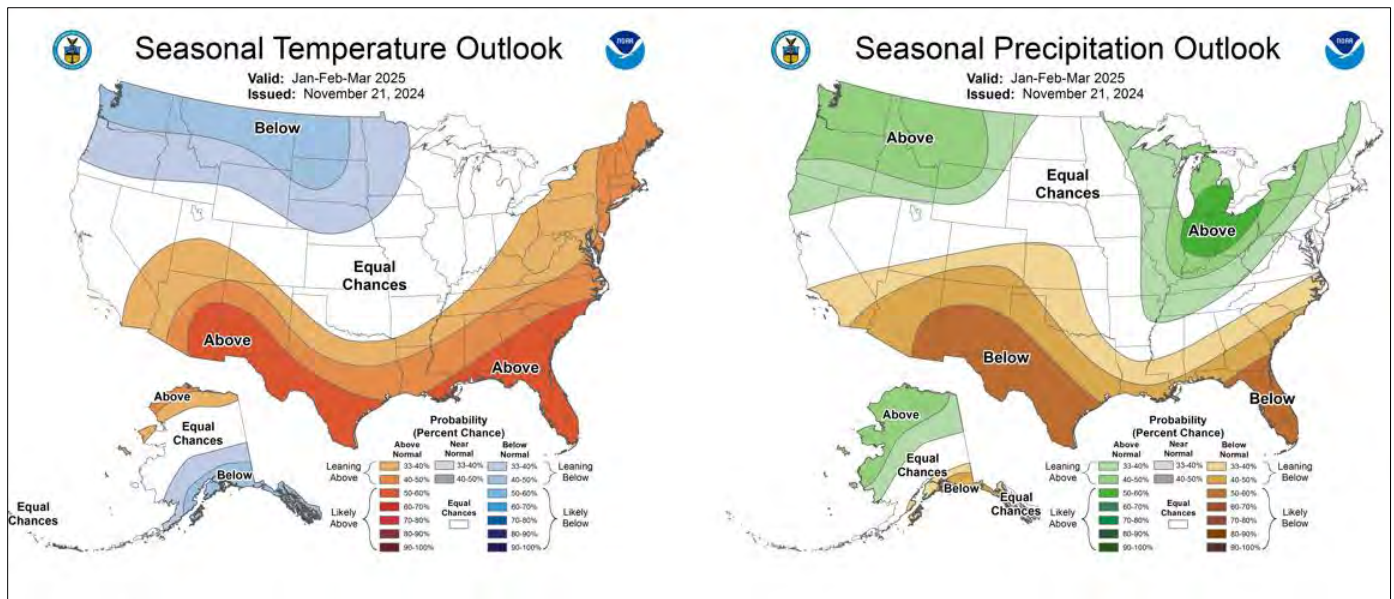 Seasonal Temperature Outlook
NOAA
Valid: Jan-Feb-Mar 2025
Issued: November 21, 2024
Below
Equal
Chances
Above
Above
Above
Equal
Chances
Below
Equal
Chances
Probability
(Percent Chance)
Above
Normal
Near
Normal
Below
Normal
Leaning
Above
33-40%
33-40%
33-40%
Leaning
Below
40-50%
40-50%
40-50%
Likely
Above
50-60%
50-60%
60-70%
Equal
Chances
60-70%
70-80%
70-80%
Likely
Below
80-90%
80-90%
90-100%
90-100%
Seasonal Precipitation Outlook
NOAA
Valid: Jan-Feb-Mar 2025
Issued: November 21, 2024
Above
Equal
Chances
Above
Below
Below
Above
Equal
Chances
Below
Equal
Chances
Probability
(Percent Chance)
Above
Normal
Near
Normal
Below
Normal
Leaning
Above
33-40%
33-40%
33-40%
Leaning
Below
40-50%
40-50%
40-50%
Likely
Above
50-60%
50-60%
60-70%
Equal
Chances
60-70%
70-80%
70-80%
Likely
Below
80-90%
80-90%
90-100%
90-100%